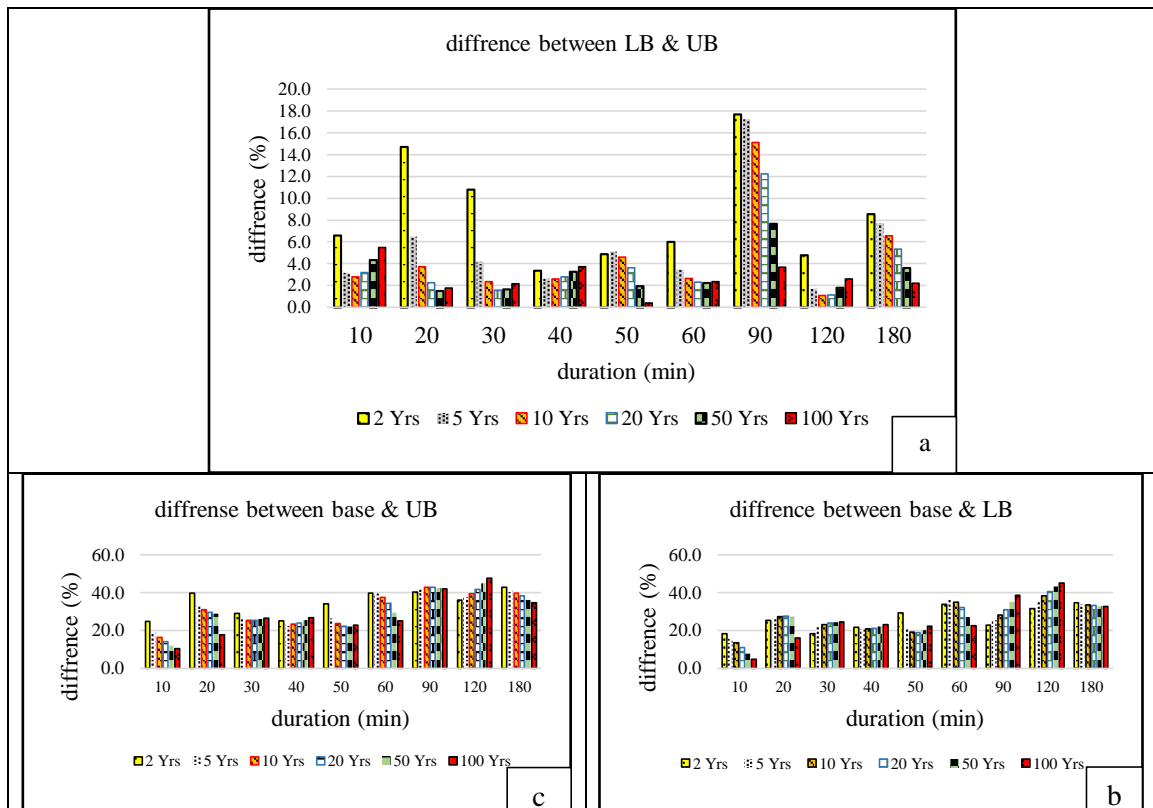 diffrence between LB & UB
diffrence (%)
20.0
18.0
16.0
14.0
12.0
10.0
8.0
6.0
4.0
2.0
0.0
10 20 30 40 50 60 90 120 180
duration (min)
2 Yrs 5 Yrs 10 Yrs 20 Yrs 50 Yrs 100 Yrs
a
diffrense between base & UB
diffrence (%)
60.0
40.0
20.0
0.0
10 20 30 40 50 60 90 120 180
duration (min)
2 Yrs 5 Yrs 10 Yrs 20 Yrs 50 Yrs 100 Yrs
c
diffrence between base & LB
diffrence (%)
60.0
40.0
20.0
0.0
10 20 30 40 50 60 90 120 180
duration (min)
2 Yrs 5 Yrs 10 Yrs 20 Yrs 50 Yrs 100 Yrs
b